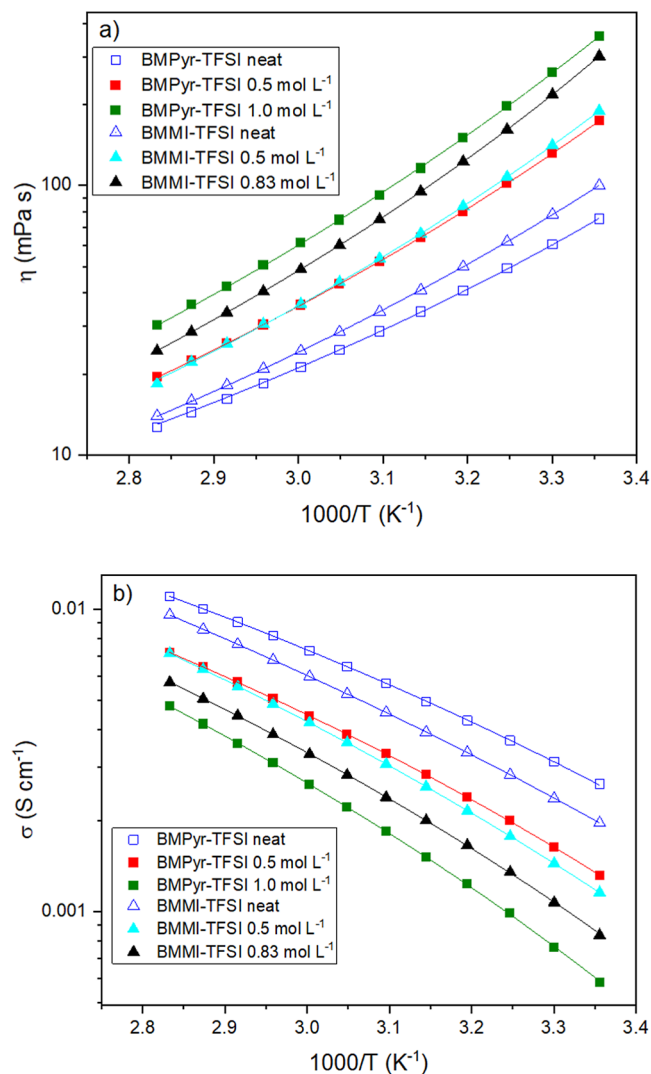 a)
BMPyr-TFSI neat
BMPyr-TFSI 0.5 mol L⁻¹
BMPyr-TFSI 1.0 mol L⁻¹
BMMI-TFSI neat
BMMI-TFSI 0.5 mol L⁻¹
BMMI-TFSI 0.83 mol L⁻¹
η (mPa s)
100
10
2.8 2.9 3.0 3.1 3.2 3.3 3.4
1000/T (K⁻¹)
b)
0.01
0.001
σ (S cm⁻¹)
BMPyr-TFSI neat
BMPyr-TFSI 0.5 mol L⁻¹
BMPyr-TFSI 1.0 mol L⁻¹
BMMI-TFSI neat
BMMI-TFSI 0.5 mol L⁻¹
BMMI-TFSI 0.83 mol L⁻¹
2.8 2.9 3.0 3.1 3.2 3.3 3.4
1000/T (K⁻¹)